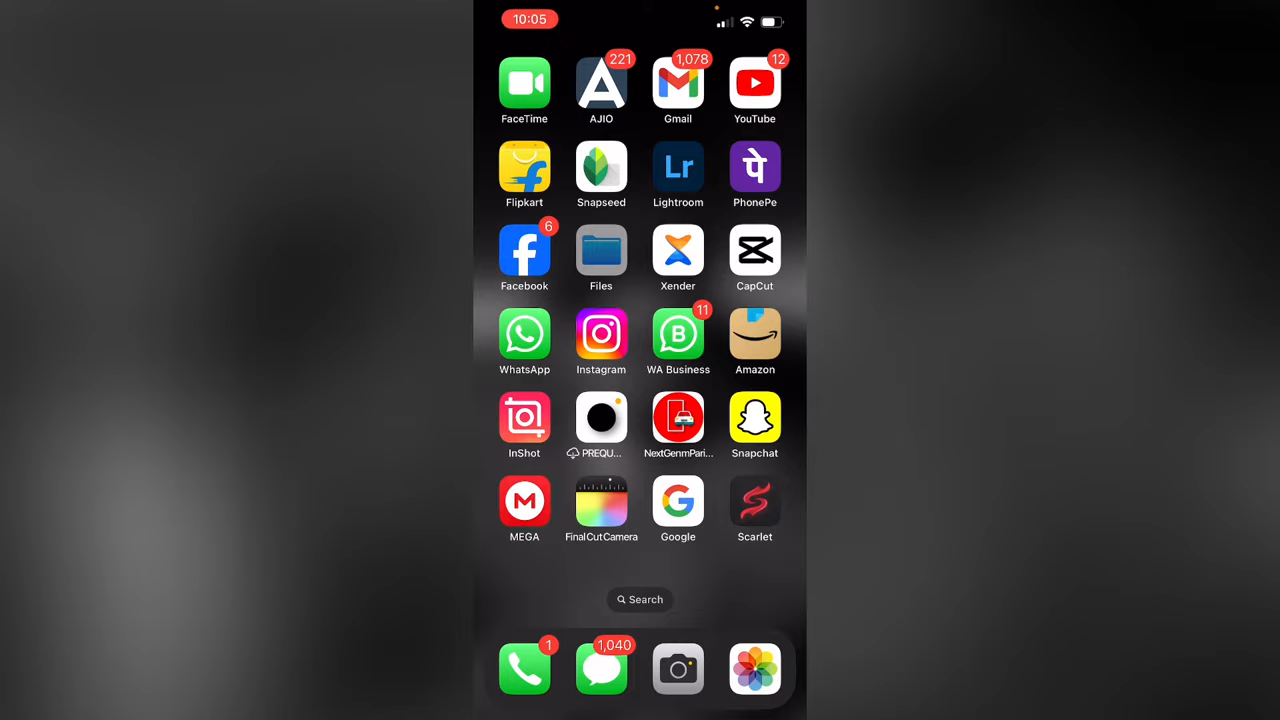 10:05
221 1,078 12
FaceTime AJIO Gmail YouTube
Lr पे
Flipkart Snapseed Lightroom PhonePe
6
Facebook Files Xender CapCut
11
B
WhatsApp Instagram WA Business Amazon
InShot PREQU... NextGenmPari... Snapchat
M G S
MEGA FinalCutCamera Google Scarlet
Search
1 1,040